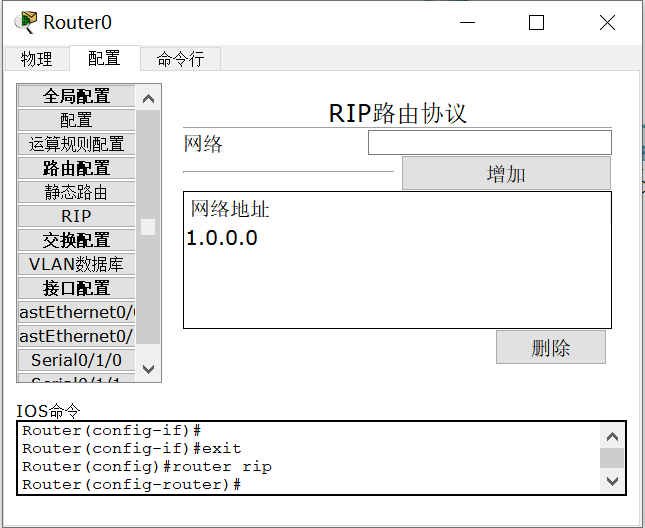 Router0
物理
配置
命令行
全局配置
配置
运算规则配置
路由配置
静态路由
RIP
交换配置
VLAN数据库
接口配置
astEthernet0/
astEthernet0/
Serial0/1/0
Serial0/1/1
RIP路由协议
网络
增加
网络地址
1.0.0.0
删除
IOS命令
Router(config-if)#
Router(config-if)#exit
Router(config)#router rip
Router(config-router)#